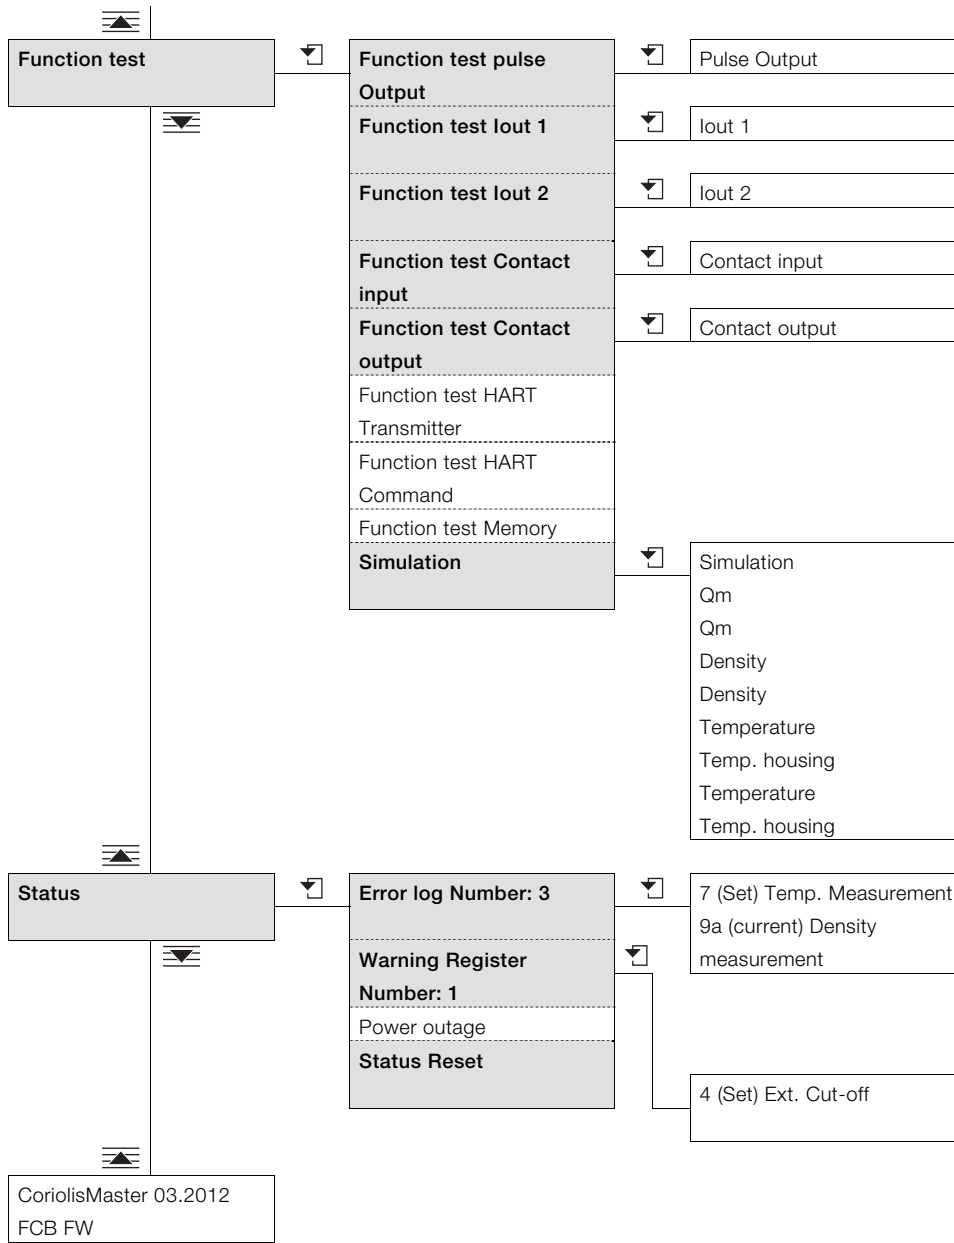 Function test
Function test pulse
Output
Pulse Output
Function test Iout 1
Iout 1
Function test Iout 2
Iout 2
Function test Contact
input
Contact input
Function test Contact
output
Contact output
Function test HART
Transmitter
Function test HART
Command
Function test Memory
Simulation
Simulation
Qm
Qm
Density
Density
Temperature
Temp. housing
Temperature
Temp. housing
Status
Error log Number: 3
7 (Set) Temp. Measurement
9a (current) Density
measurement
Warning Register
Number: 1
Power outage
Status Reset
4 (Set) Ext. Cut-off
CoriolisMaster 03.2012
FCB FW